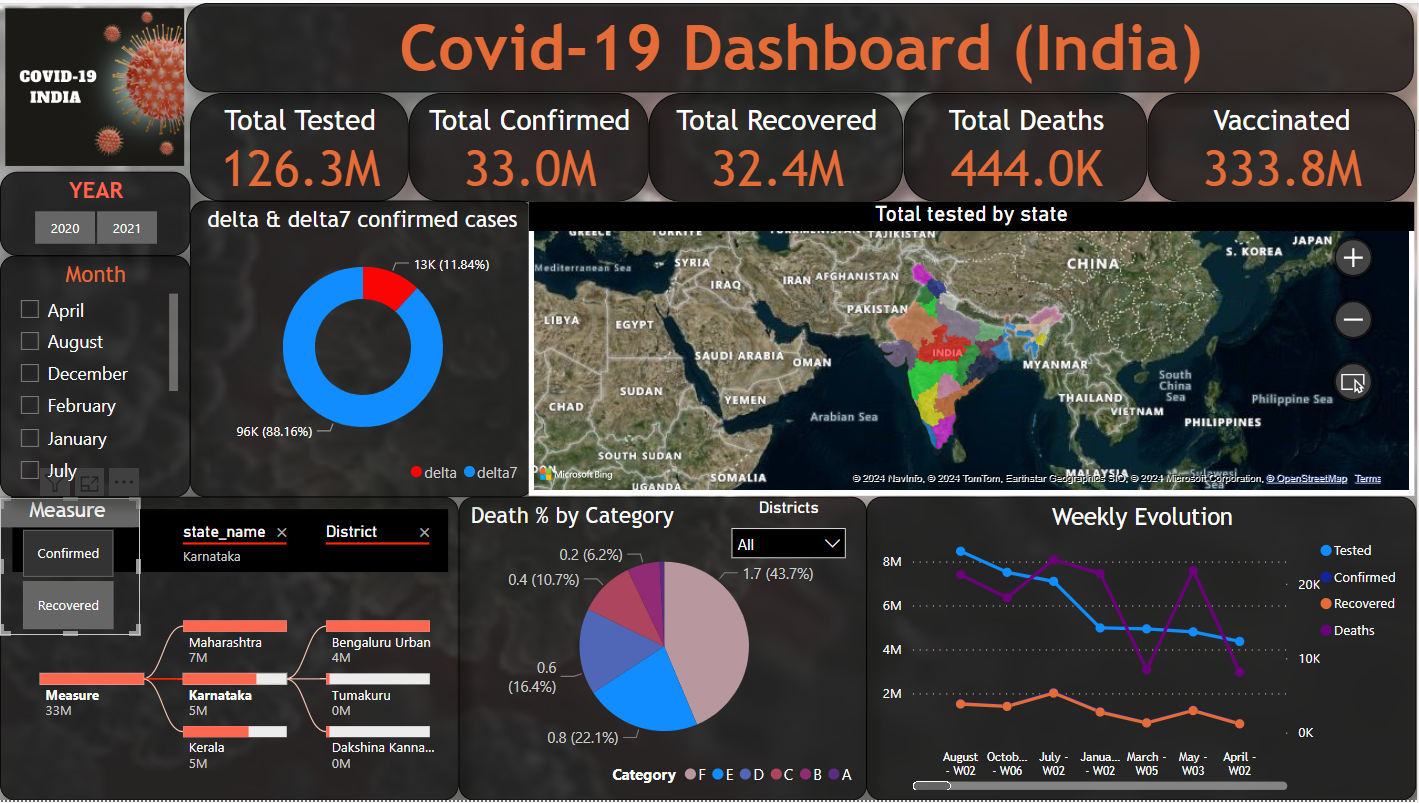 COVID-19
INDIA
Covid-19 Dashboard (India)
Total Tested
126.3M
Total Confirmed
33.0M
Total Recovered
32.4M
Total Deaths
444.0K
Vaccinated
333.8M
YEAR
2020
2021
Month
April
August
December
February
January
July
delta & delta7 confirmed cases
13K (11.84%)
96K (88.16%)
delta
delta7
Total tested by state
GREECE
TÜRKİYE
TURKMENISTAN
TAJIKISTAN
Mediterranean Sea
SYRIA
IRAQ
IRAN
AFGHANISTAN
PAKISTAN
CHINA
S. KOREA
JAPAN
LIBYA
EGYPT
SAUDI ARABIA
OMAN
INDIA
MYANMAR
SUDAN
YEMEN
CHAD
Arabian Sea
THAILAND
VIETNAM
South
China
Sea
Philippine Sea
PHILIPPINES
SOUTH SUDAN
SOMALIA
UGANDA
MALAYSIA
Sulawesi
Sea
Microsoft Bing
© 2024 NavInfo, © 2024 TomTom, Earthstar Geographics SIO, © 2024 Microsoft Corporation, © OpenStreetMap Terms
Measure
Confirmed
Recovered
state_name
Karnataka
District
Measure
33M
Maharashtra
7M
Karnataka
5M
Kerala
5M
Bengaluru Urban
4M
Tumakuru
0M
Dakshina Kanna...
0M
Death % by Category
Districts
All
0.2 (6.2%)
0.4 (10.7%)
0.6
(16.4%)
0.8 (22.1%)
1.7 (43.7%)
Category F E D C B A
Weekly Evolution
8M
6M
4M
2M
20K
10K
0K
Tested
Confirmed
Recovered
Deaths
August
- W02
Octob...
- W06
July -
W02
Janua...
- W02
March -
W05
May -
W03
April -
W02